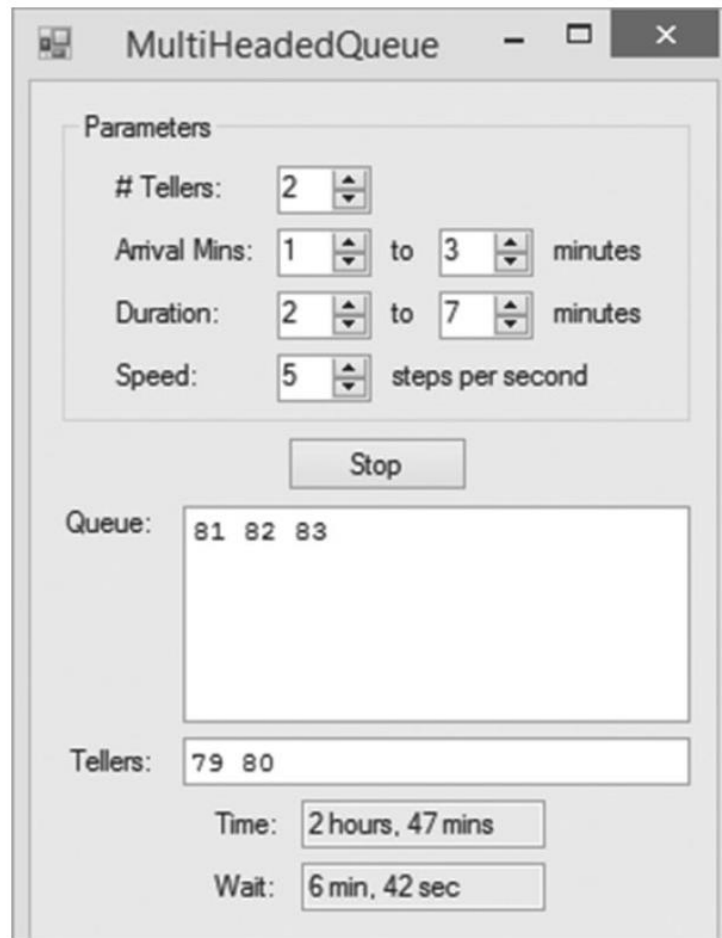 MultiHeadedQueue
Parameters
# Tellers: 2
Arrival Mins: 1 to 3 minutes
Duration: 2 to 7 minutes
Speed: 5 steps per second
Stop
Queue: 81 82 83
Tellers: 79 80
Time: 2 hours, 47 mins
Wait: 6 min, 42 sec